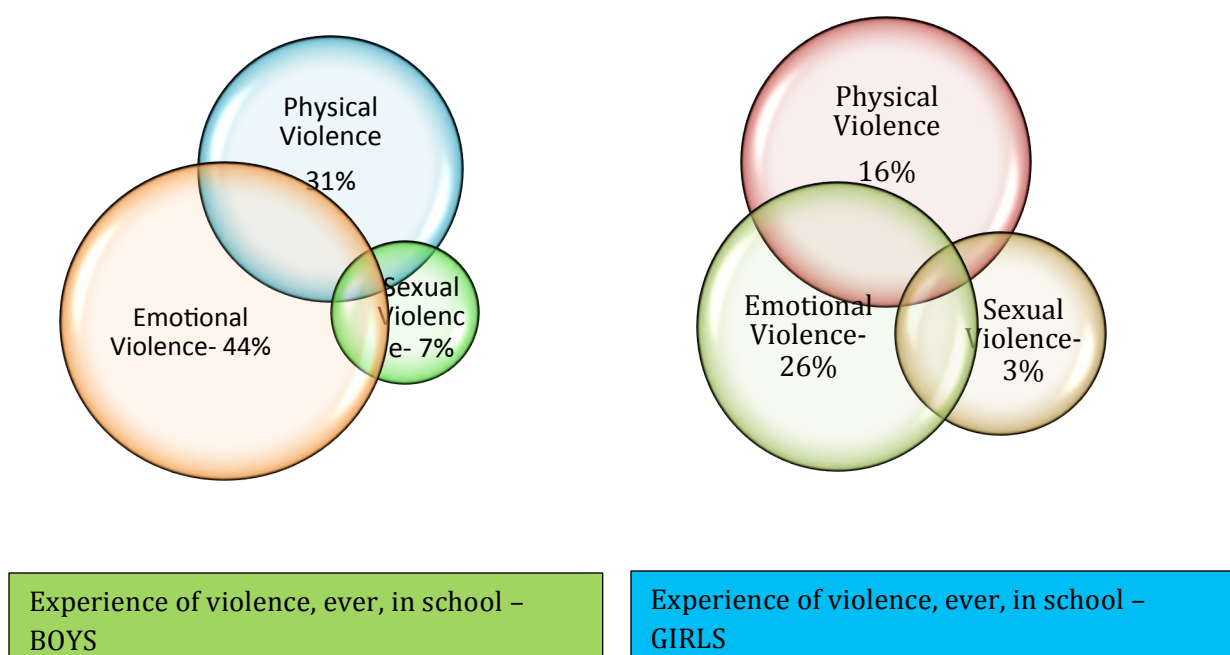 Physical
Violence
31%
Emotional
Violence- 44%
Sexual
Violenc
e- 7%
Physical
Violence
16%
Emotional
Violence-
26%
Sexual
Violence-
3%
Experience of violence, ever, in school –
BOYS
Experience of violence, ever, in school –
GIRLS